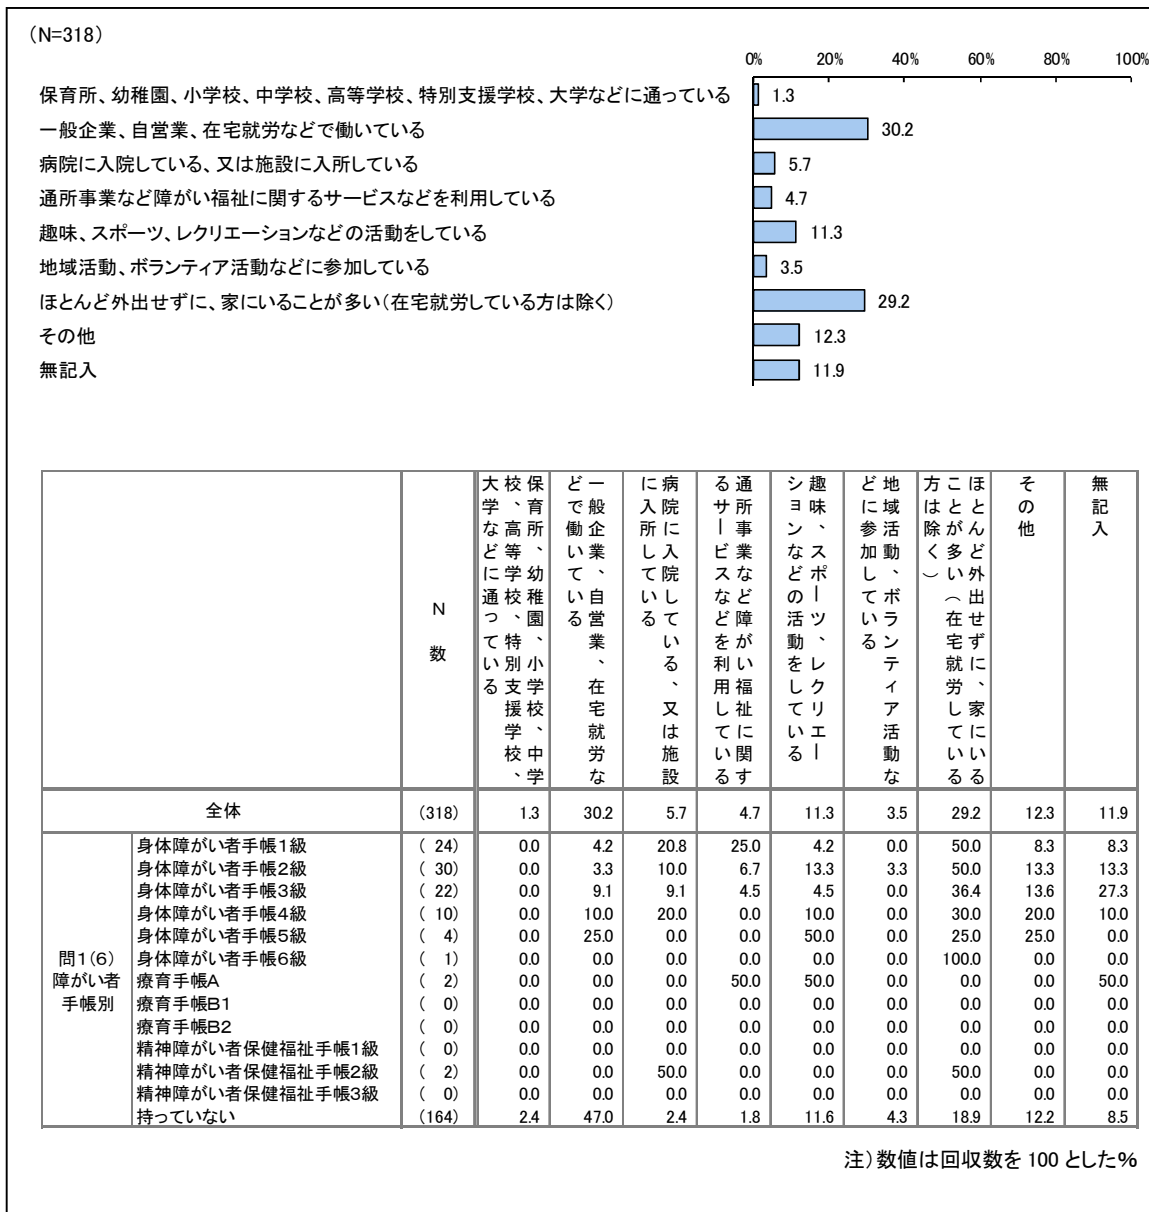 (N=318)
0% 20% 40% 60% 80% 100%
保育所、幼稚園、小学校、中学校、高等学校、特別支援学校、大学などに通っている 1.3
一般企業、自営業、在宅就労などで働いている 30.2
病院に入院している、又は施設に入所している 5.7
通所事業など障がい福祉に関するサービスなどを利用している 4.7
趣味、スポーツ、レクリエーションなどの活動をしている 11.3
地域活動、ボランティア活動などに参加している 3.5
ほとんど外出せずに、家にいることが多い(在宅就労している方は除く) 29.2
その他 12.3
無記入 11.9
N数
保育所、幼稚園、小学校、中学
校、高等学校、特別支援学校、
大学などに通っている
一般企業、自営業、在宅就労な
どで働いている
病院に入院している、又は施設
に入所している
通所事業など障がい福祉に関す
るサービスなどを利用している
趣味、スポーツ、レクリエー
ションなどの活動をしている
地域活動、ボランティア活動な
どに参加している
ほとんど外出せずに、家にいる
ことが多い(在宅就労している
方は除く)
その他
無記入
全体 (318) 1.3 30.2 5.7 4.7 11.3 3.5 29.2 12.3 11.9
問1(6)
障がい者
手帳別
身体障がい者手帳1級 ( 24) 0.0 4.2 20.8 25.0 4.2 0.0 50.0 8.3 8.3
身体障がい者手帳2級 ( 30) 0.0 3.3 10.0 6.7 13.3 3.3 50.0 13.3 13.3
身体障がい者手帳3級 ( 22) 0.0 9.1 9.1 4.5 4.5 0.0 36.4 13.6 27.3
身体障がい者手帳4級 ( 10) 0.0 10.0 20.0 0.0 10.0 0.0 30.0 20.0 10.0
身体障がい者手帳5級 ( 4) 0.0 25.0 0.0 0.0 50.0 0.0 25.0 25.0 0.0
身体障がい者手帳6級 ( 1) 0.0 0.0 0.0 0.0 0.0 0.0 100.0 0.0 0.0
療育手帳A ( 2) 0.0 0.0 0.0 50.0 50.0 0.0 0.0 0.0 50.0
療育手帳B1 ( 0) 0.0 0.0 0.0 0.0 0.0 0.0 0.0 0.0 0.0
療育手帳B2 ( 0) 0.0 0.0 0.0 0.0 0.0 0.0 0.0 0.0 0.0
精神障がい者保健福祉手帳1級 ( 0) 0.0 0.0 0.0 0.0 0.0 0.0 0.0 0.0 0.0
精神障がい者保健福祉手帳2級 ( 2) 0.0 0.0 50.0 0.0 0.0 0.0 50.0 0.0 0.0
精神障がい者保健福祉手帳3級 ( 0) 0.0 0.0 0.0 0.0 0.0 0.0 0.0 0.0 0.0
持っていない (164) 2.4 47.0 2.4 1.8 11.6 4.3 18.9 12.2 8.5
注)数値は回収数を 100 とした%